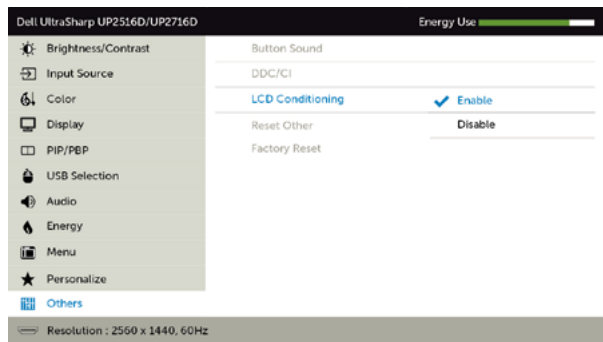 Dell UltraSharp UP2516D/UP2716D Energy Use
Brightness/Contrast Button Sound
Input Source DDC/CI
Color LCD Conditioning Enable
Display Reset Other Disable
PIP/PBP Factory Reset
USB Selection
Audio
Energy
Menu
Personalize
Others
Resolution : 2560 x 1440, 60Hz